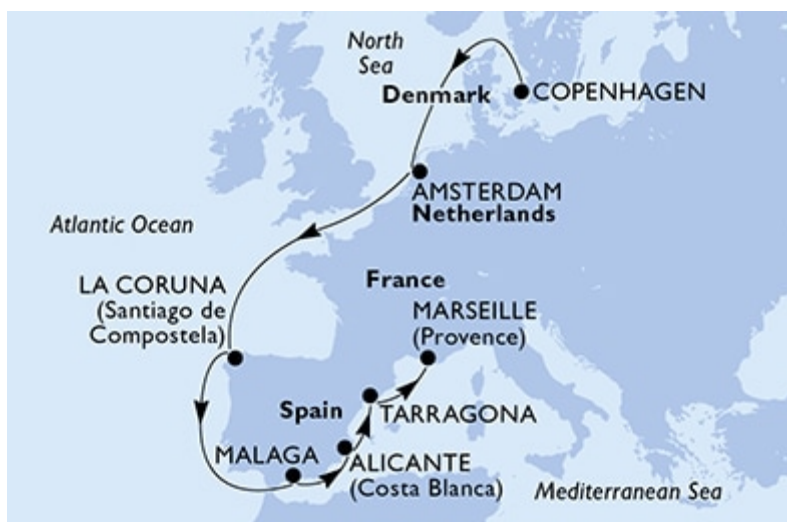 North
Sea
Denmark
COPENHAGEN
AMSTERDAM
Netherlands
Atlantic Ocean
LA CORUNA
(Santiago de
Compostela)
France
MARSEILLE
(Provence)
Spain
TARRAGONA
MALAGA
ALICANTE
(Costa Blanca)
Mediterranean Sea